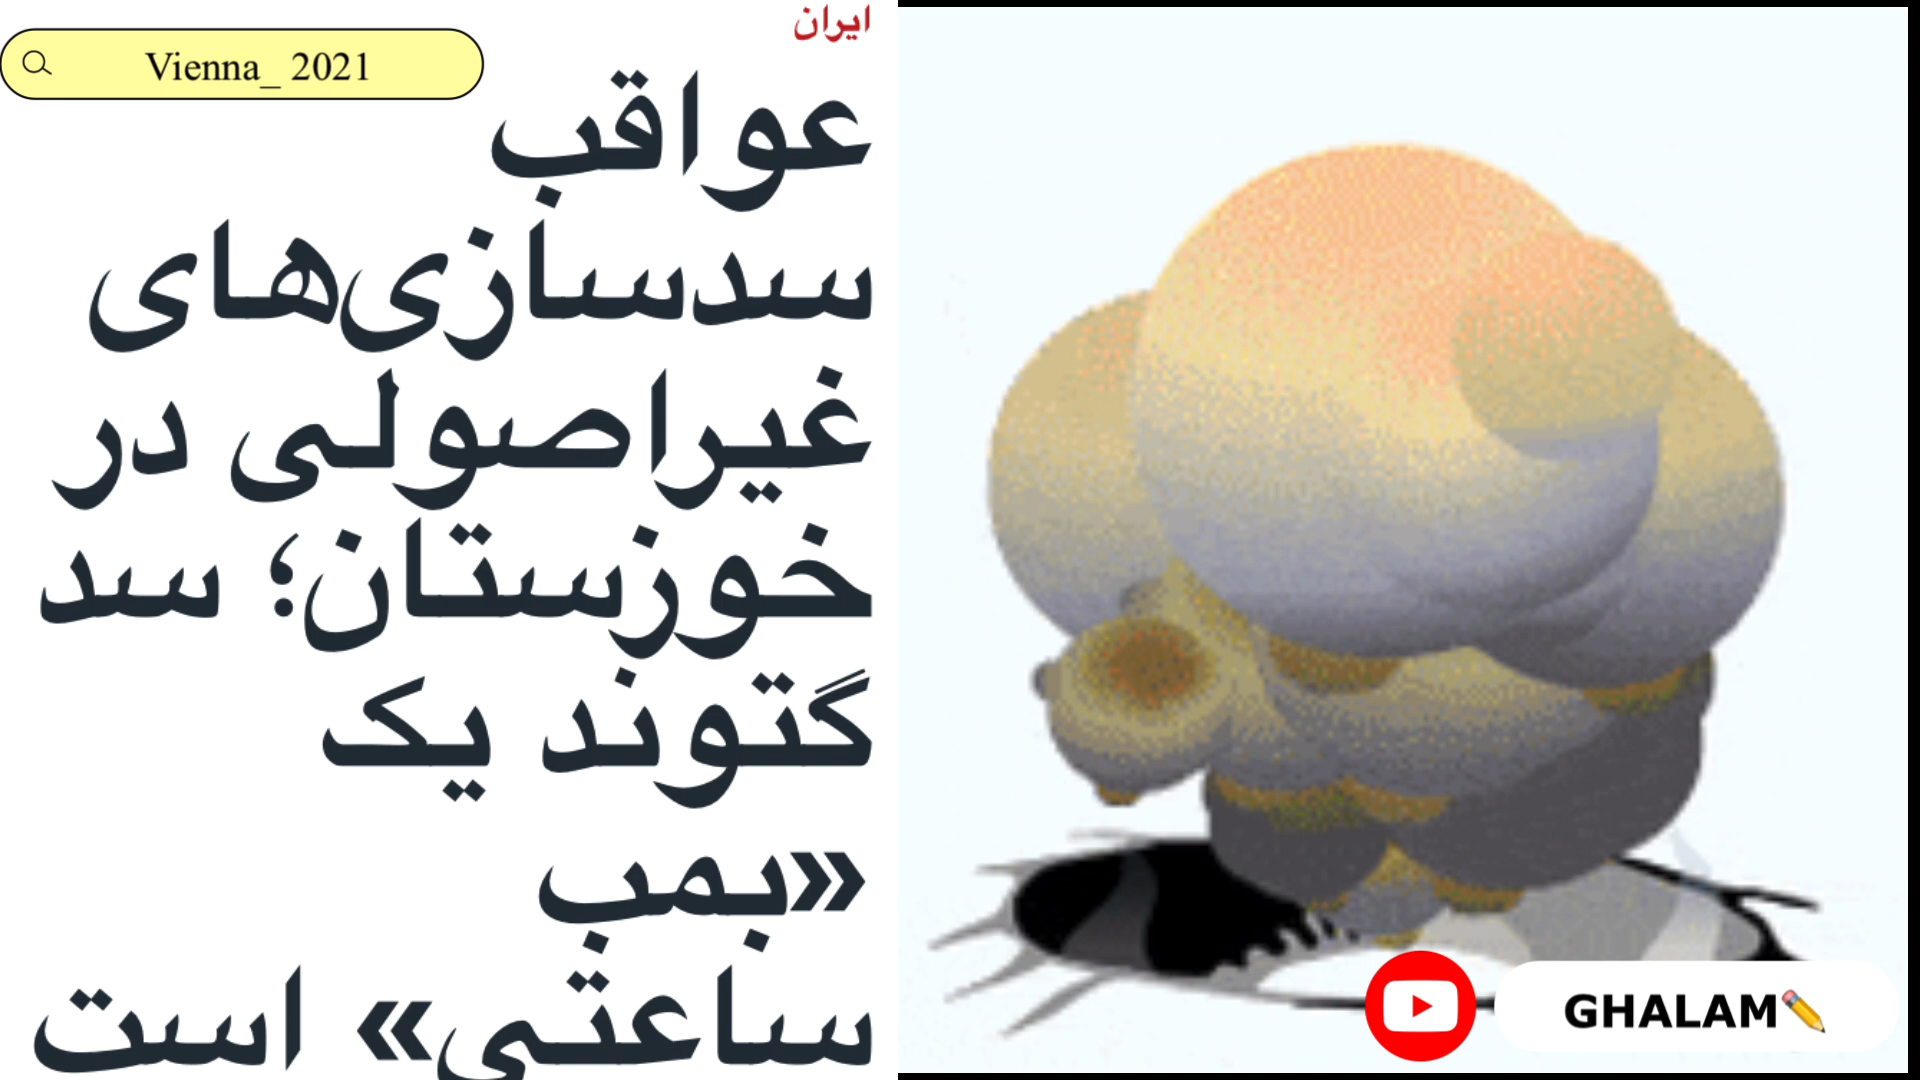 ایران
Vienna_ 2021
عواقب
سدسازی‌های
غیراصولی در
خوزستان؛ سد
گتوند یک
«بمب
ساعتی» است
GHALAM✏️